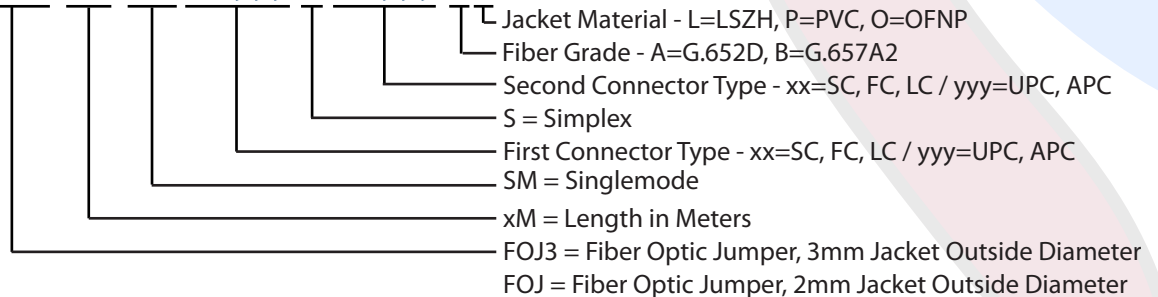 Jacket Material - L=LSZH, P=PVC, O=OFNP
Fiber Grade - A=G.652D, B=G.657A2
Second Connector Type - xx=SC, FC, LC / yyy=UPC, APC
S = Simplex
First Connector Type - xx=SC, FC, LC / yyy=UPC, APC
SM = Singlemode
xM = Length in Meters
FOJ3 = Fiber Optic Jumper, 3mm Jacket Outside Diameter
FOJ = Fiber Optic Jumper, 2mm Jacket Outside Diameter